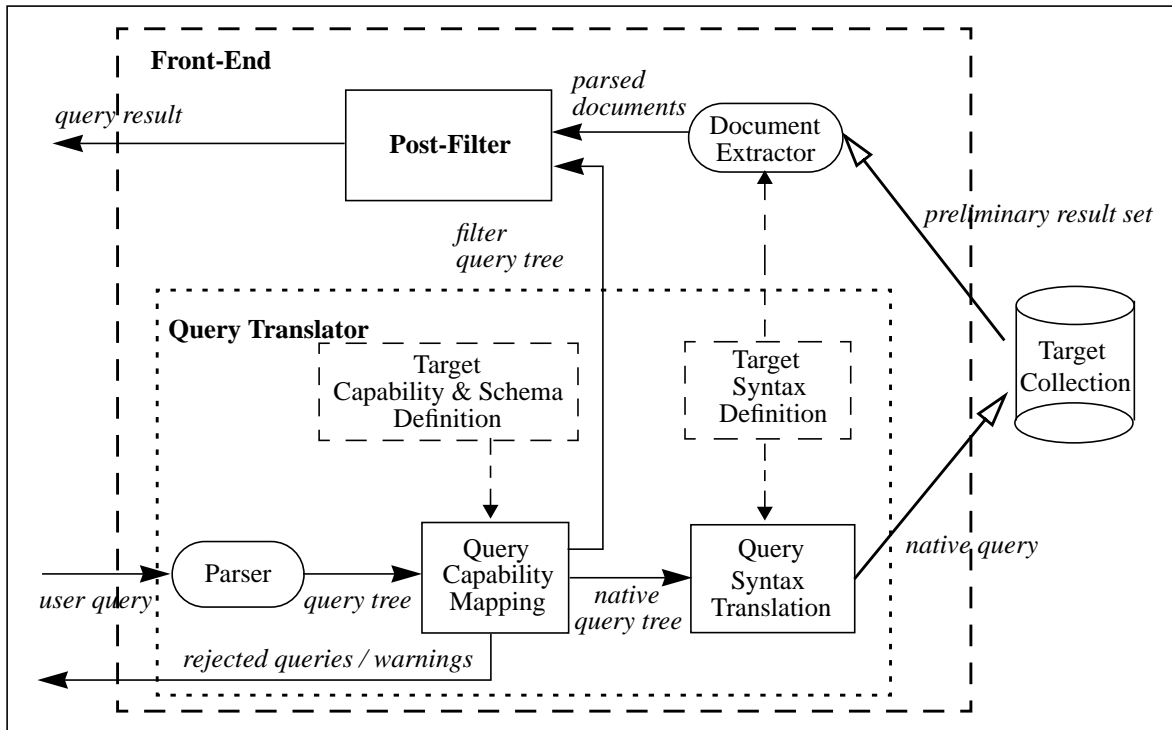 Front-End
parsed
documents
query result
Post-Filter
Document
Extractor
preliminary result set
filter
query tree
Query Translator
Target
Capability & Schema
Definition
Target
Syntax
Definition
Target
Collection
Parser
Query
Capability
Mapping
Query
Syntax
Translation
native query
user query
query tree
native
query tree
rejected queries / warnings